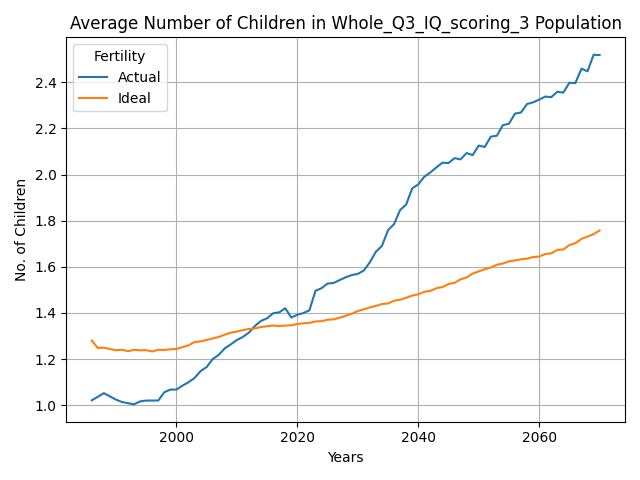 Average Number of Children in Whole_Q3_IQ_scoring_3 Population
Fertility
Actual
Ideal
2.4
2.2
2.0
1.8
1.6
1.4
1.2
1.0
No. of Children
2000
2020
2040
2060
Years